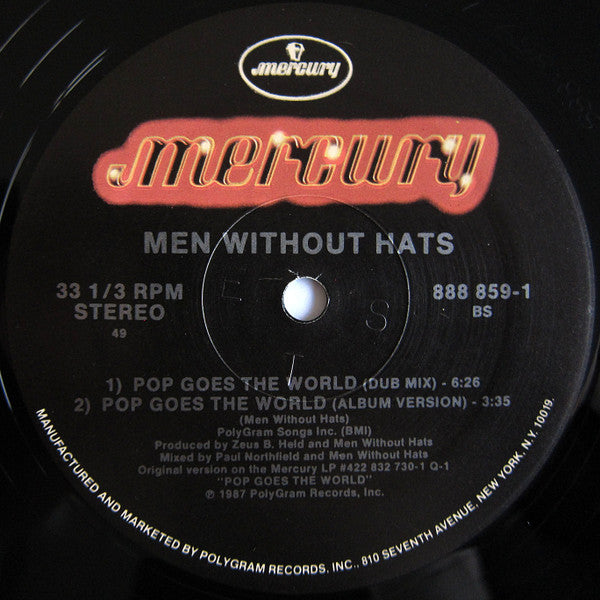 mercury
mercury
MEN WITHOUT HATS
33 1/3 RPM
STEREO
49
888 859-1
BS
1) POP GOES THE WORLD (DUB MIX) - 6:26
2) POP GOES THE WORLD (ALBUM VERSION) - 3:35
(Men Without Hats)
PolyGram Songs Inc. (BMI)
Produced by Zeus B. Held and Men Without Hats
Mixed by Paul Northfield and Men Without Hats
Original version on the Mercury LP #422 832 730-1 Q-1
"POP GOES THE WORLD"
℗ 1987 PolyGram Records, Inc.
MANUFACTURED AND MARKETED BY POLYGRAM RECORDS, INC., 810 SEVENTH AVENUE, NEW YORK, N.Y. 10019.